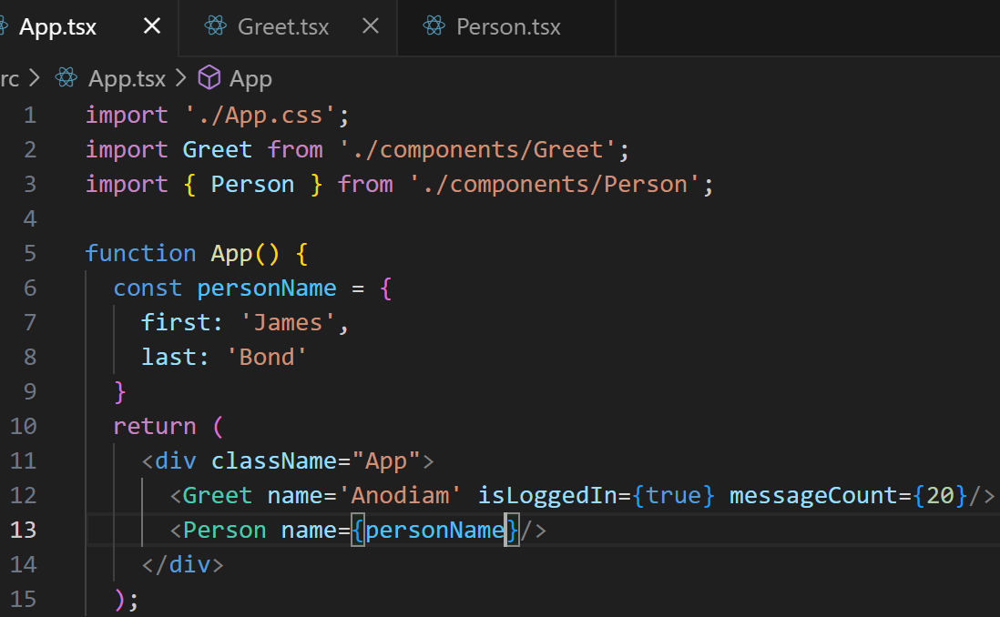 App.tsx Greet.tsx Person.tsx
rc > App.tsx > App
1 import './App.css';
2 import Greet from './components/Greet';
3 import { Person } from './components/Person';
4
5 function App() {
6 const personName = {
7 first: 'James',
8 last: 'Bond'
9 }
10 return (
11 <div className="App">
12 <Greet name='Anodiam' isLoggedIn={true} messageCount={20}/>
13 <Person name={personName}/>
14 </div>
15 );